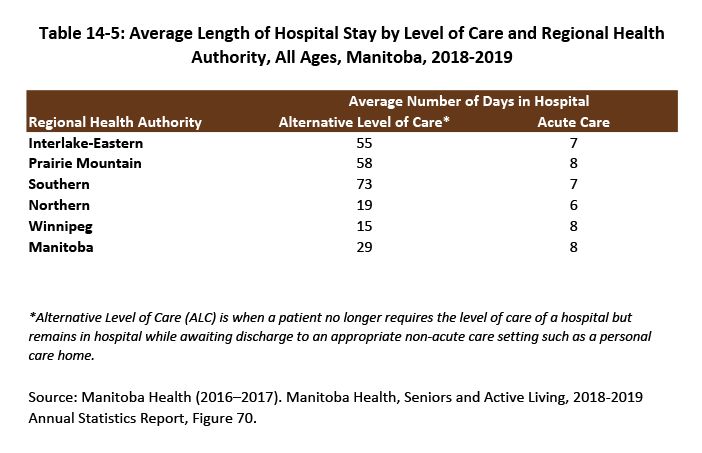 Table 14-5: Average Length of Hospital Stay by Level of Care and Regional Health
Authority, All Ages, Manitoba, 2018-2019
Average Number of Days in Hospital
Regional Health Authority Alternative Level of Care* Acute Care
Interlake-Eastern 55 7
Prairie Mountain 58 8
Southern 73 7
Northern 19 6
Winnipeg 15 8
Manitoba 29 8
*Alternative Level of Care (ALC) is when a patient no longer requires the level of care of a hospital but
remains in hospital while awaiting discharge to an appropriate non-acute care setting such as a personal
care home.
Source: Manitoba Health (2016–2017). Manitoba Health, Seniors and Active Living, 2018-2019
Annual Statistics Report, Figure 70.